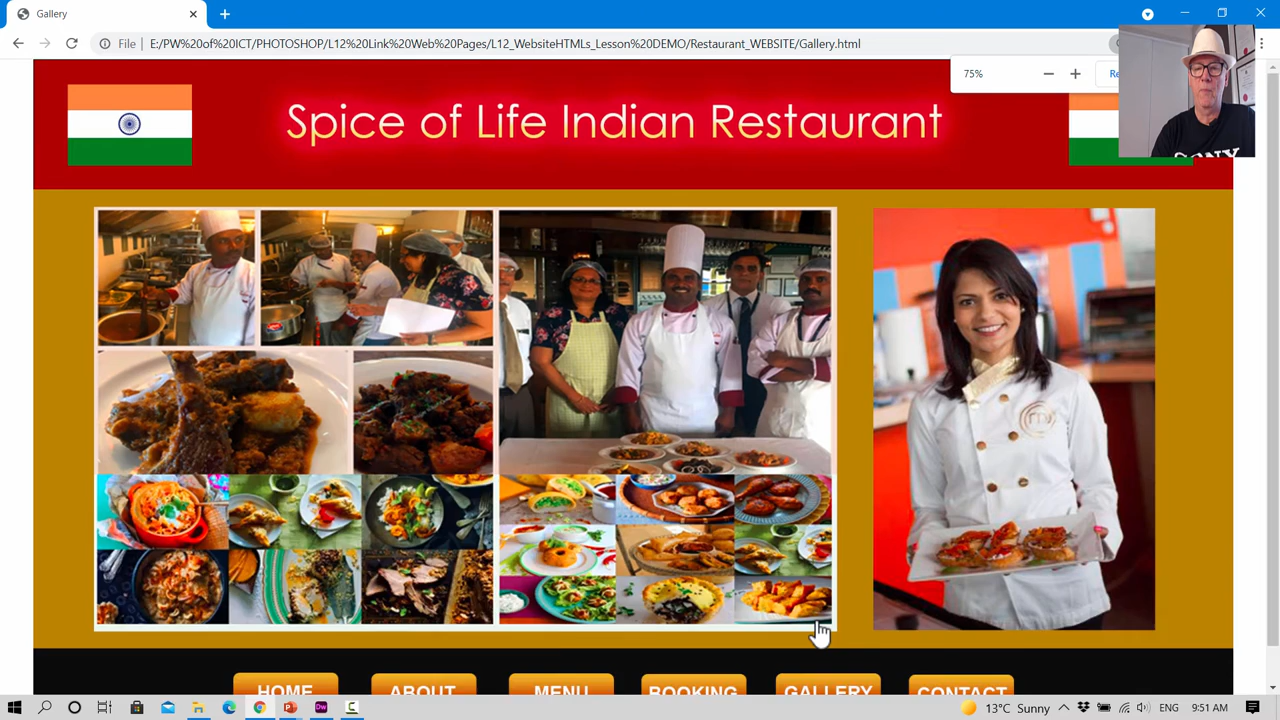 Gallery
File
E:/PW%20of%20ICT/PHOTOSHOP/L12%20Link%20Web%20Pages/L12_WebsiteHTMLs_Lesson%20DEMO/Restaurant_WEBSITE/Gallery.html
75%
Spice of Life Indian Restaurant
SONY
HOME
ABOUT
MENU
BOOKING
GALLERY
CONTACT
13°C Sunny
ENG
9:51 AM